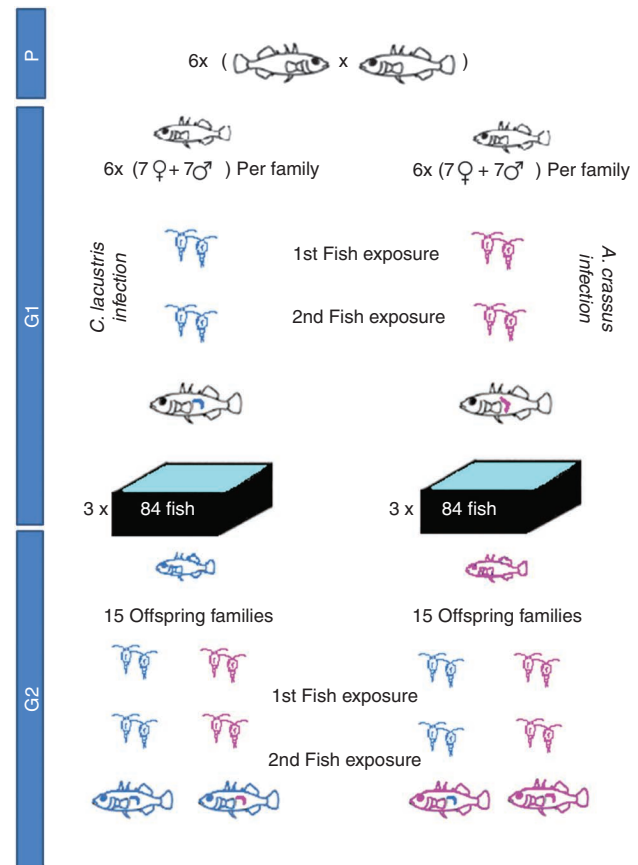 P
6x ( x )
6x (7♀+7♂ ) Per family
6x (7♀+7♂ ) Per family
G1
C. lacustris
infection
1st Fish exposure
2nd Fish exposure
A. crassus
infection
3 x
84 fish
3 x
84 fish
G2
15 Offspring families
15 Offspring families
1st Fish exposure
2nd Fish exposure